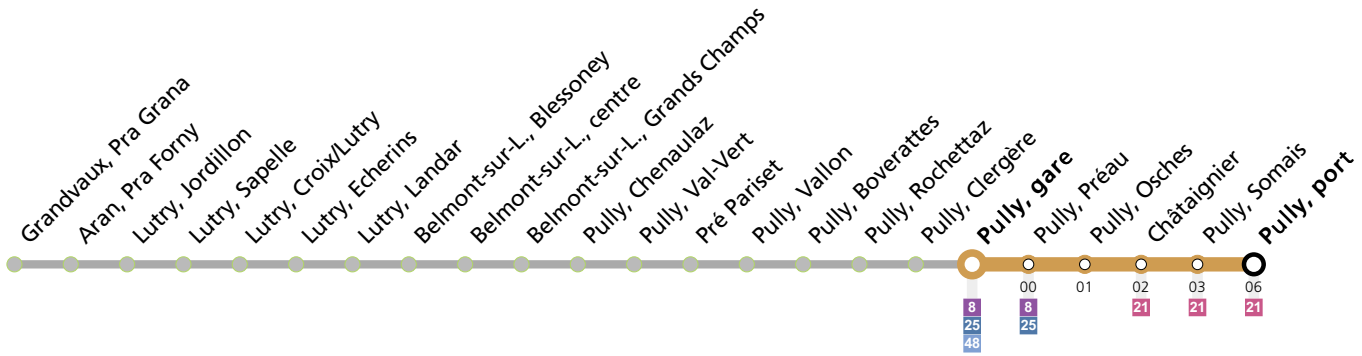 Grandvaux, Pra Grana
Aran, Pra Forny
Lutry, Jordillon
Lutry, Sapelle
Lutry, Croix/Lutry
Lutry, Echerins
Lutry, Landar
Belmont-sur-L., Blessoney
Belmont-sur-L., centre
Belmont-sur-L., Grands Champs
Pully, Chenaulaz
Pully, Val-Vert
Pré Pariset
Pully, Vallon
Pully, Boverattes
Pully, Rochettaz
Pully, Clergère
Pully, gare
Pully, Préau
Pully, Osches
Châtaignier
Pully, Somais
Pully, port
00 01 02 03 06
8 8 21 21 21
25 25
48